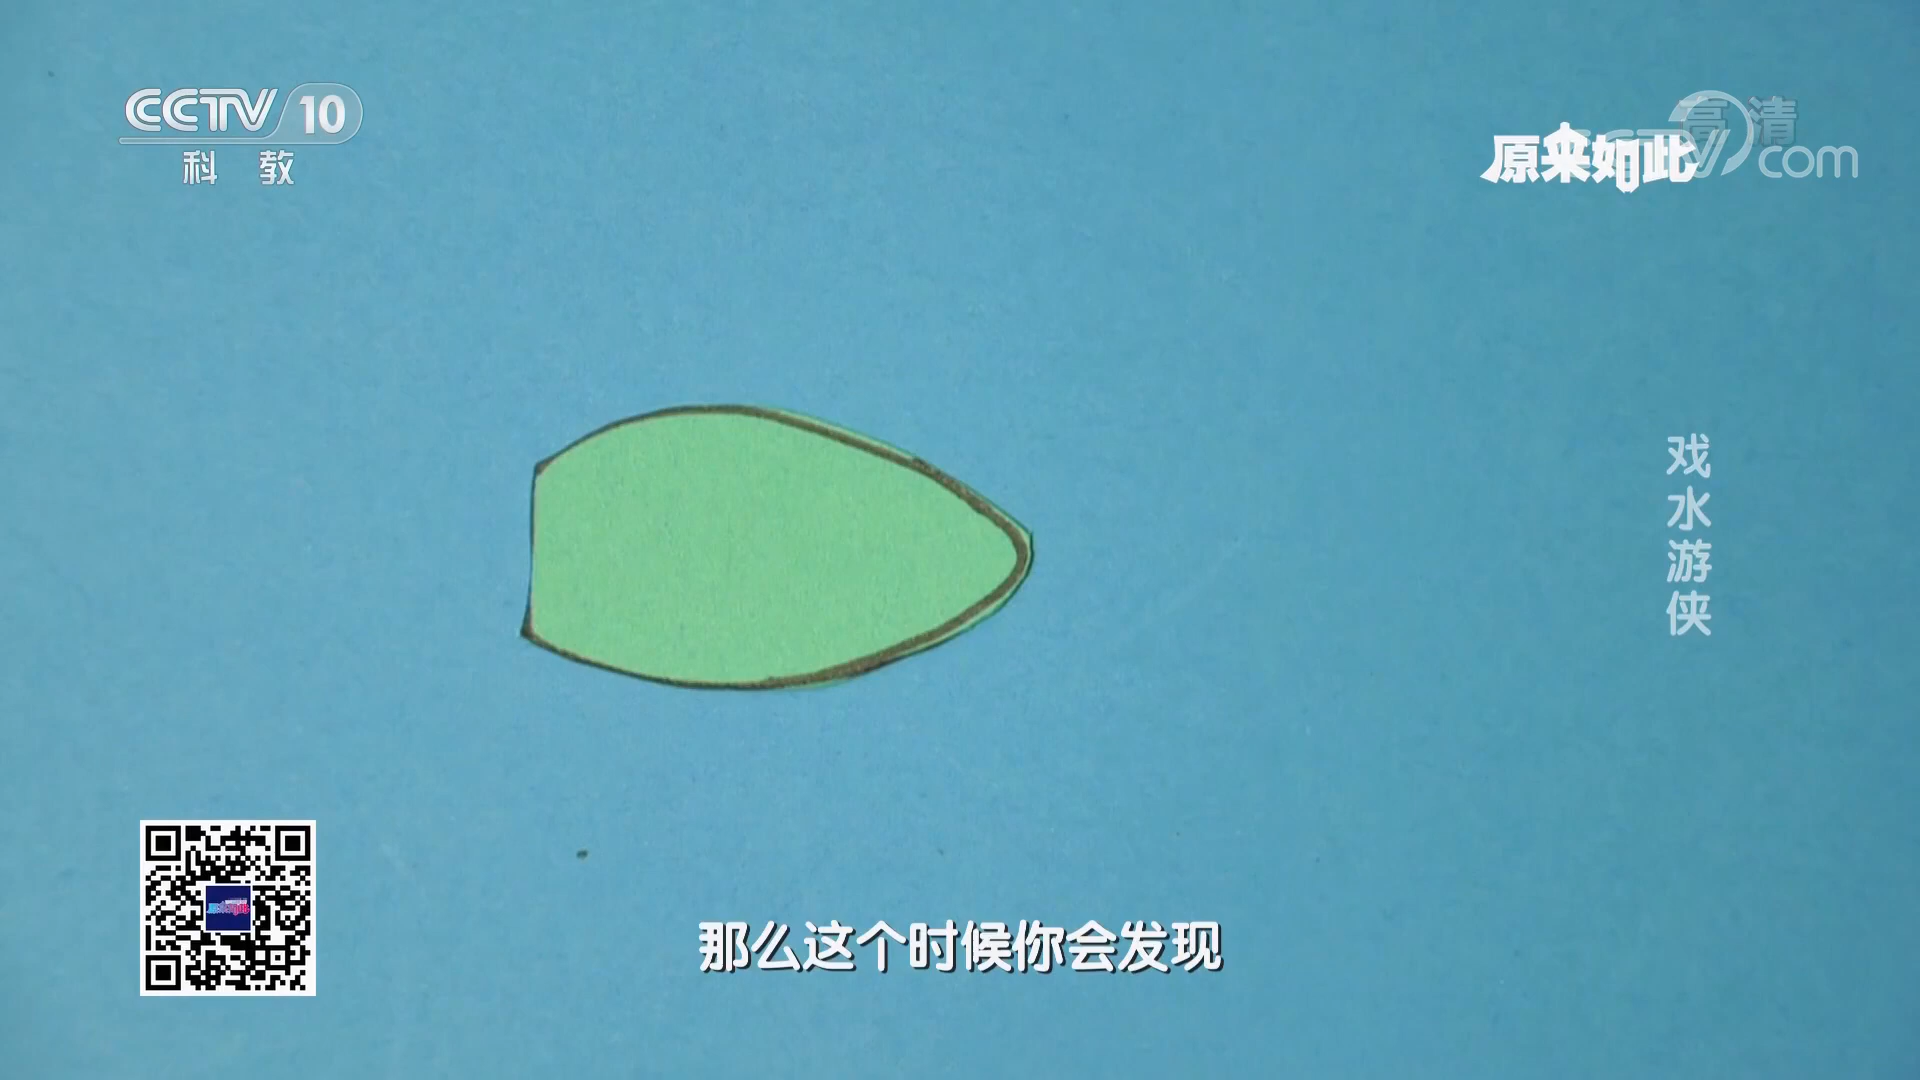 CCTV 10
科 教
高清
原来如此
com
戏水游侠
那么这个时候你会发现